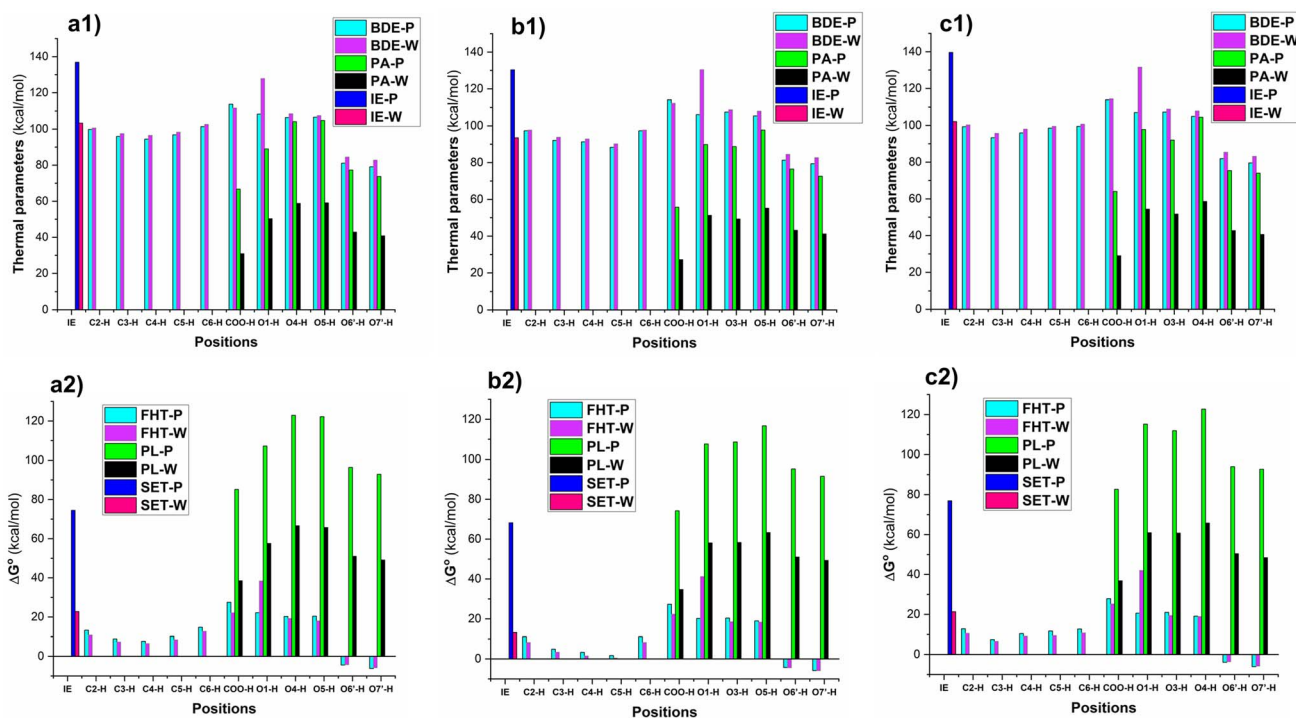 a1)
BDE-P
BDE-W
PA-P
PA-W
IE-P
IE-W
Thermal parameters (kcal/mol)
140
120
100
80
60
40
20
0
IE C2-H C3-H C4-H C5-H C6-H COO-H O1-H O4-H O5-H O6'-H O7'-H
Positions
b1)
BDE-P
BDE-W
PA-P
PA-W
IE-P
IE-W
Thermal parameters (kcal/mol)
140
120
100
80
60
40
20
0
IE C2-H C3-H C4-H C5-H C6-H COO-H O1-H O3-H O5-H O6'-H O7'-H
Positions
c1)
BDE-P
BDE-W
PA-P
PA-W
IE-P
IE-W
Thermal parameters (kcal/mol)
140
120
100
80
60
40
20
0
IE C2-H C3-H C4-H C5-H C6-H COO-H O1-H O3-H O4-H O6'-H O7'-H
Positions
a2)
FHT-P
FHT-W
PL-P
PL-W
SET-P
SET-W
ΔGº (kcal/mol)
120
100
80
60
40
20
0
IE C2-H C3-H C4-H C5-H C6-H COO-H O1-H O4-H O5-H O6'-H O7'-H
Positions
b2)
FHT-P
FHT-W
PL-P
PL-W
SET-P
SET-W
ΔGº (kcal/mol)
120
100
80
60
40
20
0
IE C2-H C3-H C4-H C5-H C6-H COO-H O1-H O3-H O5-H O6'-H O7'-H
Positions
c2)
FHT-P
FHT-W
PL-P
PL-W
SET-P
SET-W
ΔGº (kcal/mol)
120
100
80
60
40
20
0
IE C2-H C3-H C4-H C5-H C6-H COO-H O1-H O3-H O4-H O6'-H O7'-H
Positions